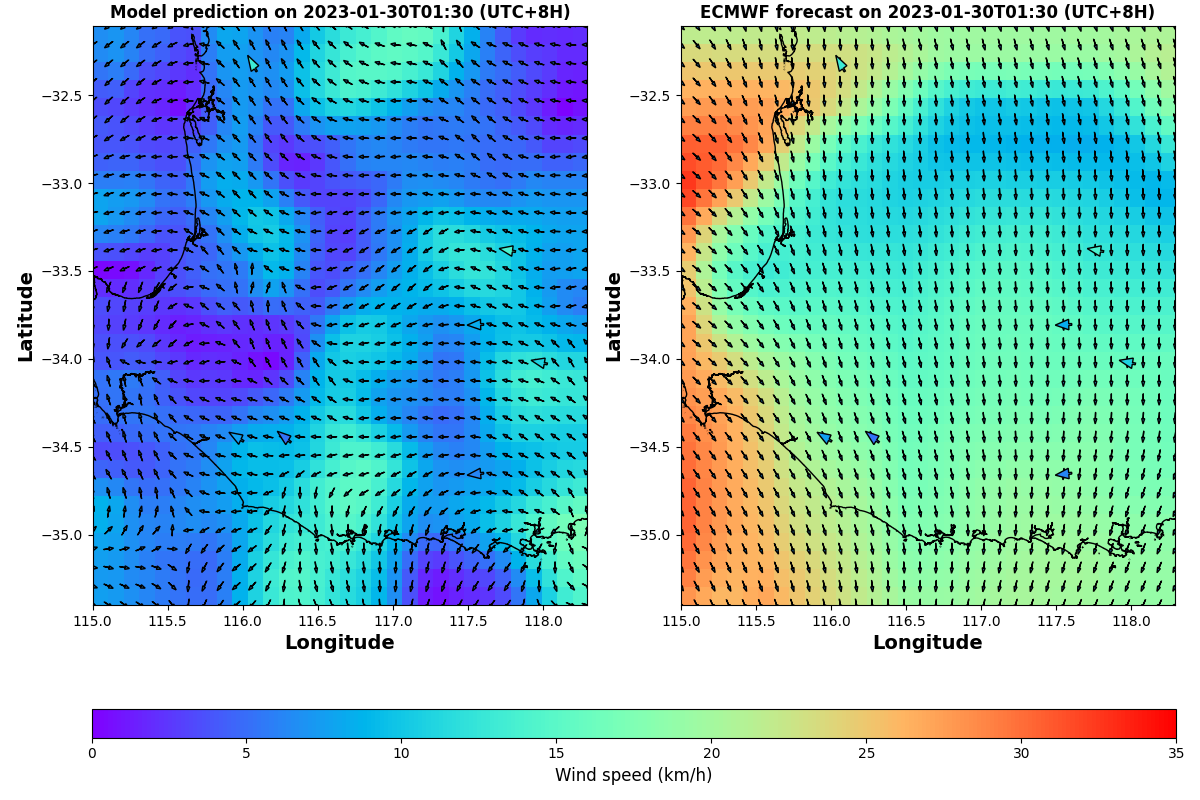 Model prediction on 2023-01-30T01:30 (UTC+8H)
ECMWF forecast on 2023-01-30T01:30 (UTC+8H)
−32.5
−33.0
−33.5
−34.0
−34.5
−35.0
Latitude
115.0 115.5 116.0 116.5 117.0 117.5 118.0
Longitude
−32.5
−33.0
−33.5
−34.0
−34.5
−35.0
Latitude
115.0 115.5 116.0 116.5 117.0 117.5 118.0
Longitude
0 5 10 15 20 25 30 35
Wind speed (km/h)